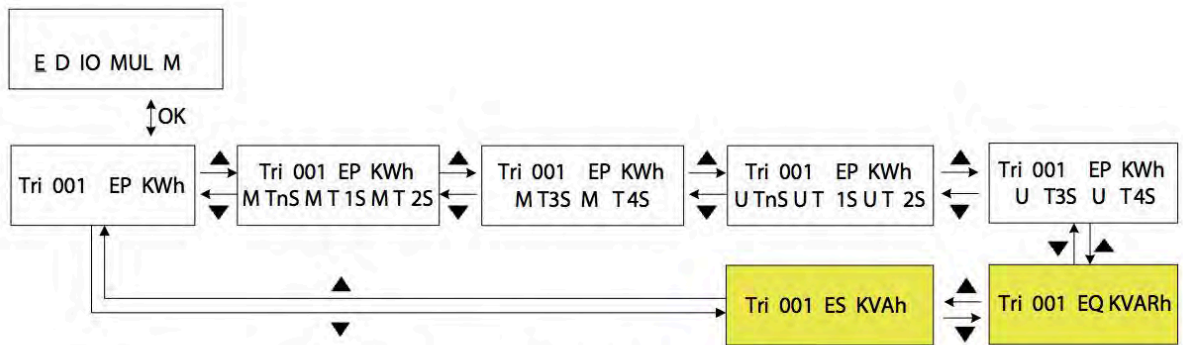 E D IO MUL M
OK
Tri 001 EP KWh
Tri 001 EP KWh
M TnS M T 1S M T 2S
Tri 001 EP KWh
M T3S M T4S
Tri 001 EP KWh
U TnS U T 1S U T 2S
Tri 001 EP KWh
U T3S U T4S
Tri 001 ES KVAh
Tri 001 EQ KVARh